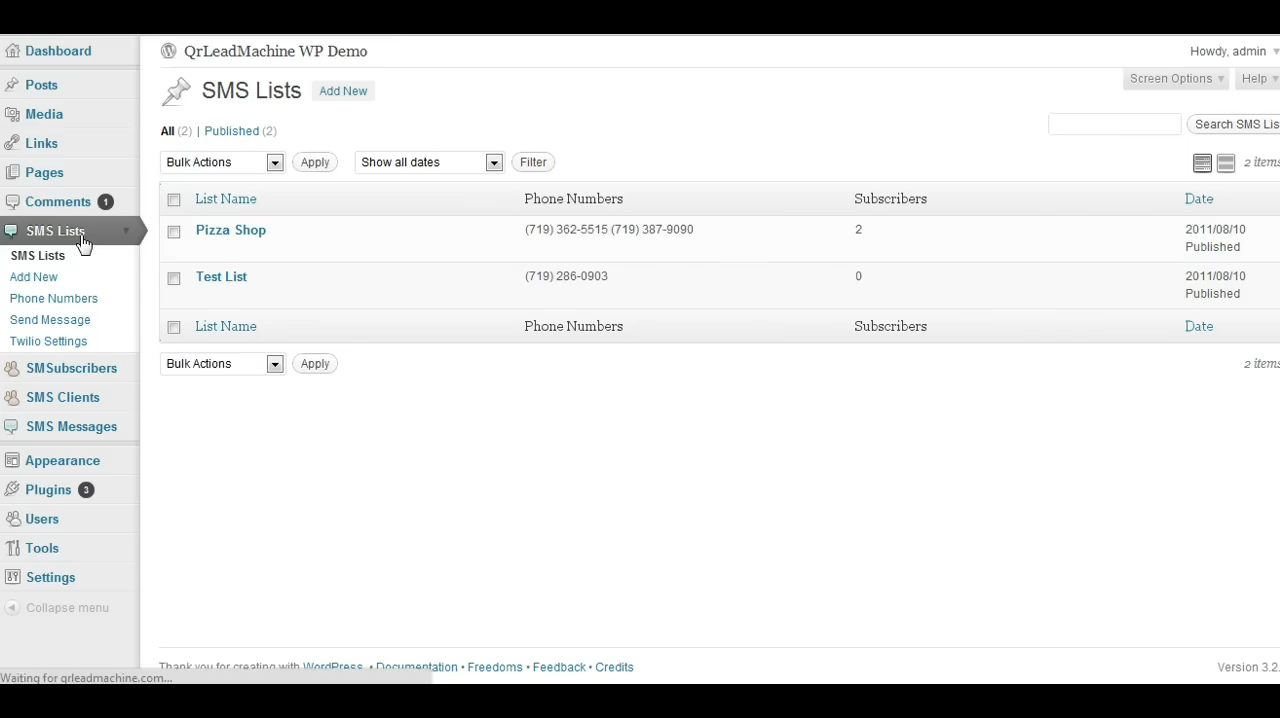 Dashboard
Posts
Media
Links
Pages
Comments 1
SMS Lists
SMS Lists
Add New
Phone Numbers
Send Message
Twilio Settings
SMSubscribers
SMS Clients
SMS Messages
Appearance
Plugins 3
Users
Tools
Settings
Collapse menu
QrLeadMachine WP Demo
Howdy, admin
SMS Lists Add New
Screen Options Help
All (2) | Published (2)
Search SMS Lis
Bulk Actions Apply Show all dates Filter
2 items
List Name Phone Numbers Subscribers Date
Pizza Shop (719) 362-5515 (719) 387-9090 2 2011/08/10
Published
Test List (719) 286-0903 0 2011/08/10
Published
List Name Phone Numbers Subscribers Date
Bulk Actions Apply
2 items
Thank you for creating with WordPress. • Documentation • Freedoms • Feedback • Credits
Version 3.2.
Waiting for qrleadmachine.com...